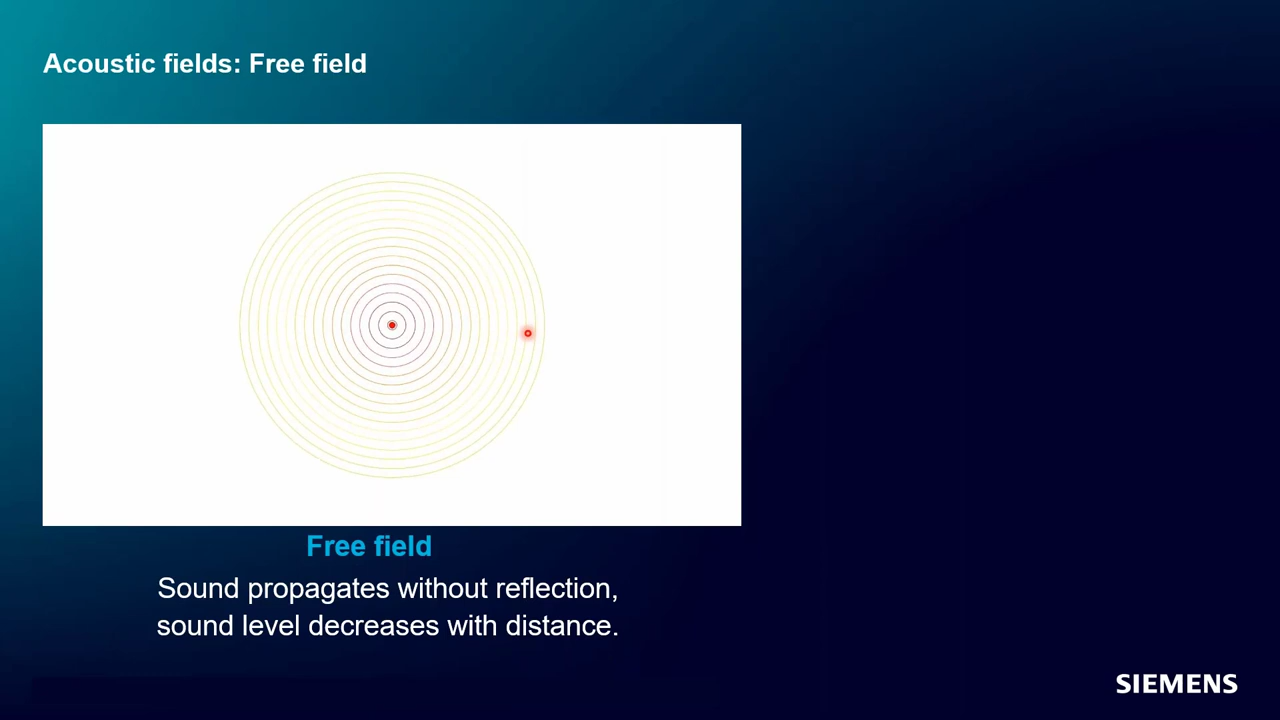 Acoustic fields: Free field
Free field
Sound propagates without reflection,
sound level decreases with distance.
SIEMENS